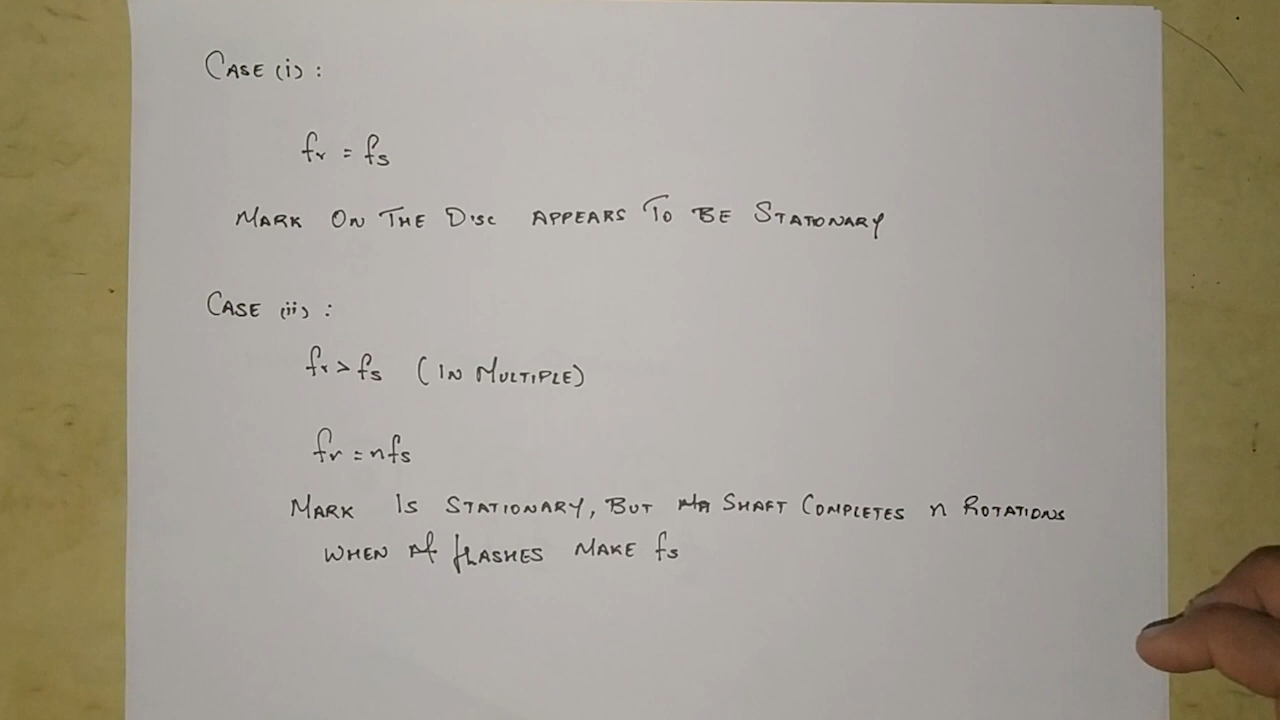 CASE (i) :
fr = fs
MARK ON THE DISC APPEARS TO BE STATIONARY
CASE (ii) :
fr > fs (IN MULTIPLE)
fr = nfs
MARK IS STATIONARY, BUT SHAFT COMPLETES n ROTATIONS
WHEN FLASHES MAKE fs